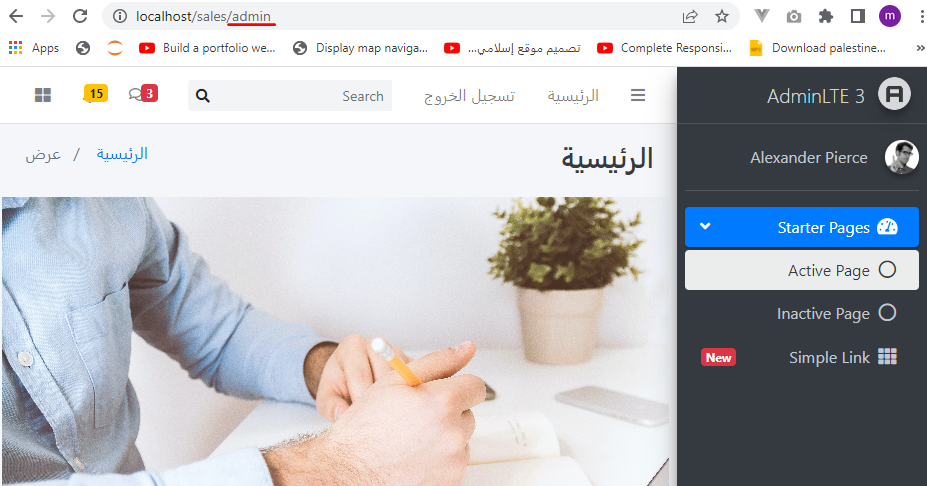 localhost/sales/admin
m
Apps
Build a portfolio we...
Display map naviga...
تصميم موقع إسلامي...
Complete Responsi...
Download palestine...
»
AdminLTE 3
الرئيسية
تسجيل الخروج
Search
3
15
Alexander Pierce
الرئيسية
الرئيسية / عرض
Starter Pages
Active Page
Inactive Page
Simple Link
New